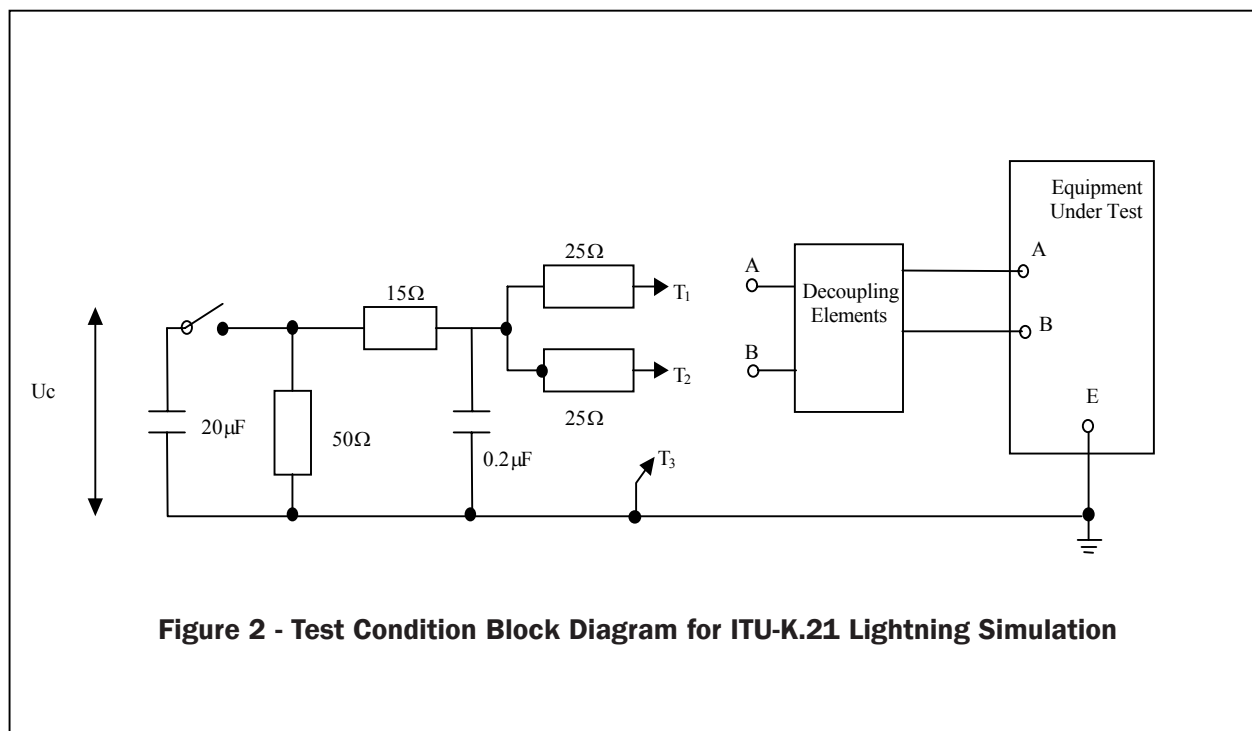 Equipment
Under Test
A
B
E
A
B
Decoupling
Elements
25Ω
T₁
15Ω
T₂
25Ω
Uc
20µF
50Ω
0.2µF
T₃
Figure 2 - Test Condition Block Diagram for ITU-K.21 Lightning Simulation